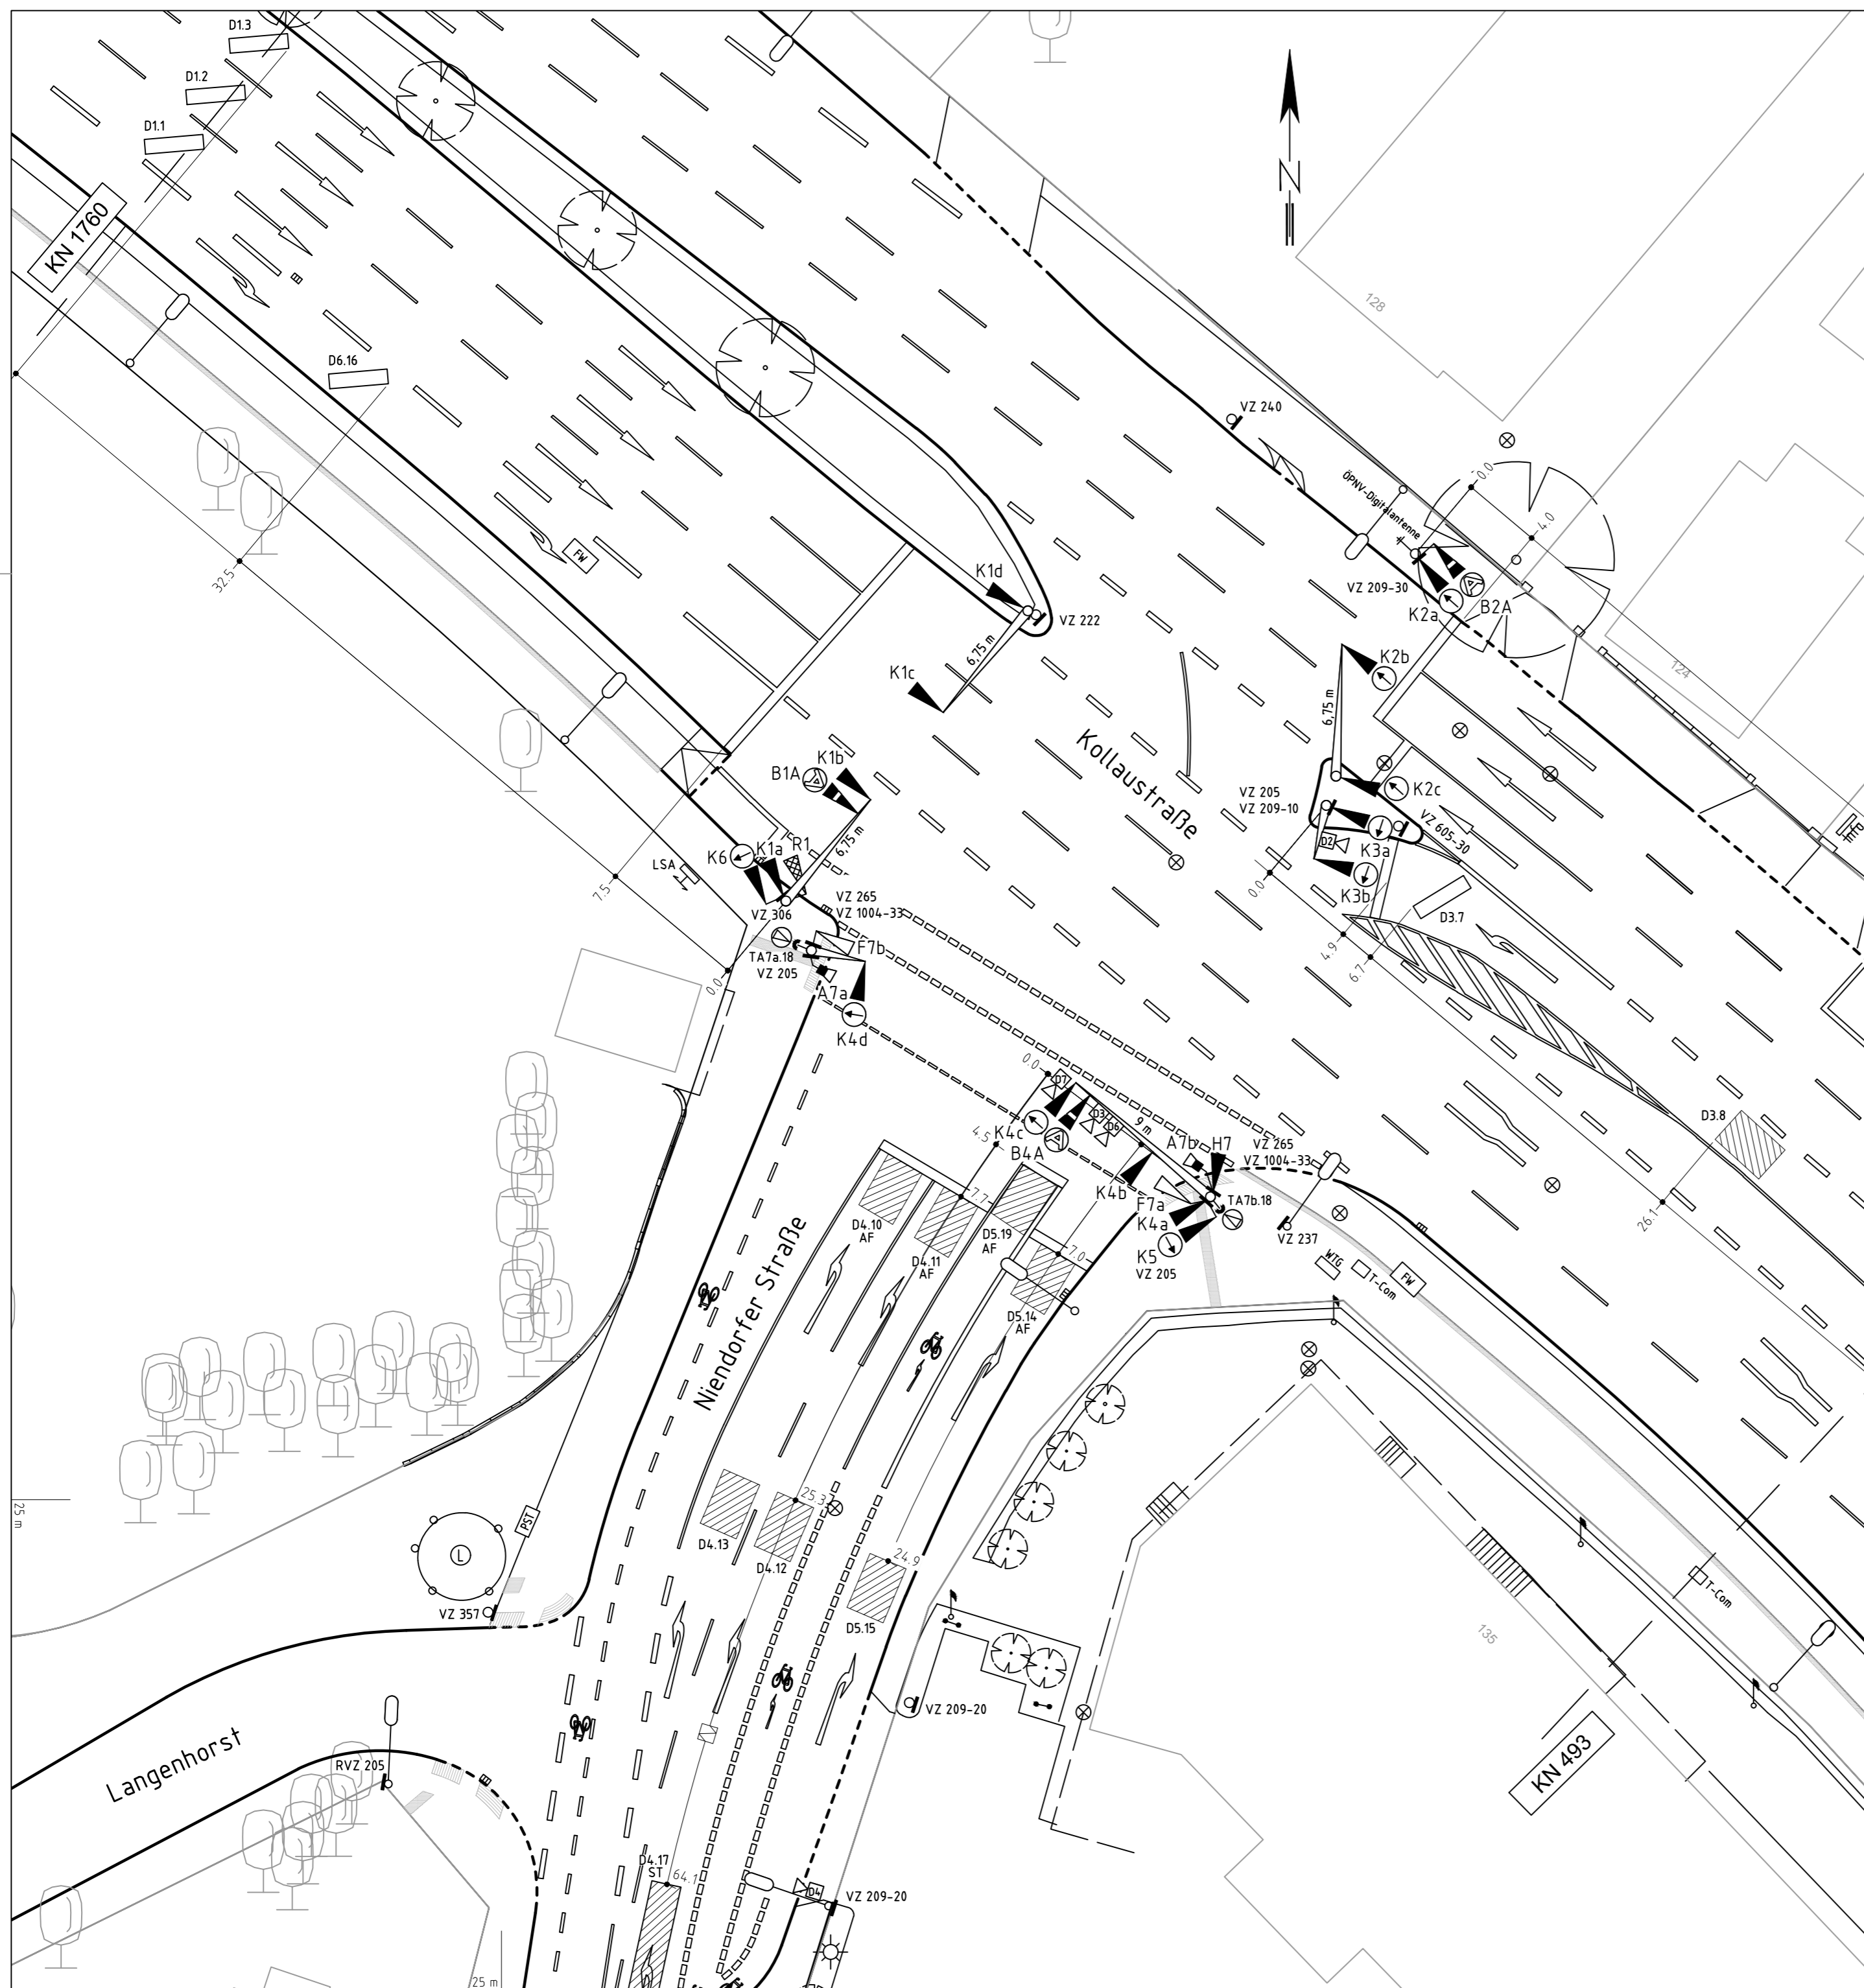 D1.3
D1.2
D1.1
KN 1760
N
128
D6.16
VZ 240
ÖPNV-Digitalantenne
0.0
4.0
FW
32.5
K1d
VZ 222
VZ 209-30
K2a
B2A
6,75 m
K1c
K2b
124
6,75 m
Kollaustraße
K1b
B1A
K2c
VZ 205
VZ 209-10
VZ 605-30
6,75 m
K1a
R1
K6
D2
K3a
LSA
0.0
K3b
7.5
VZ 265
VZ 1004-33
VZ 306
D3.7
4.9
F7b
TA7a.18
VZ 205
6.7
0.0
A7a
K4d
0.0
D7
D3
D6
9 m
D3.8
K4c
4.5
B4A
A7b
H7
VZ 265
VZ 1004-33
K4b
7.7
F7a
TA7b.18
26.1
D4.10
AF
D4.11
AF
D5.19
AF
K4a
7.0
VZ 237
K5
VZ 205
WTG
T-Com
FW
Niendorfer Straße
D5.14
AF
25.3
25 m
PST
D4.13
D4.12
24.9
L
T-Com
VZ 357
D5.15
135
VZ 209-20
Langenhorst
RVZ 205
KN 493
D4.17
ST
64.1
D4
VZ 209-20
25 m